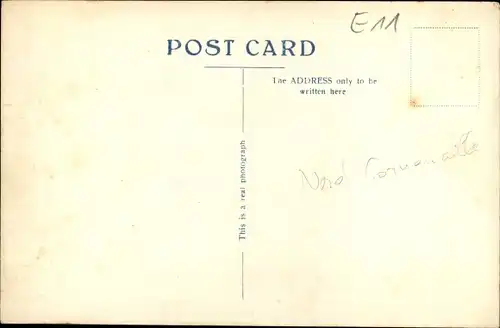 E11
POST CARD
The ADDRESS only to be
written here
This is a real photograph
Nord Cornouaille